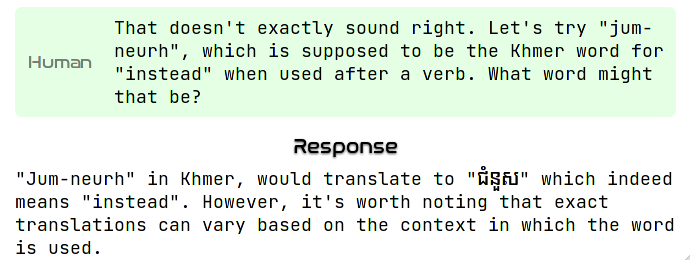 That doesn't exactly sound right. Let's try "jum-
Human
neurh", which is supposed to be the Khmer word for
"instead" when used after a verb. What word might
that be?
Response
"Jum-neurh" in Khmer, would translate to "ជំនួស" which indeed
means "instead". However, it's worth noting that exact
translations can vary based on the context in which the word
is used.